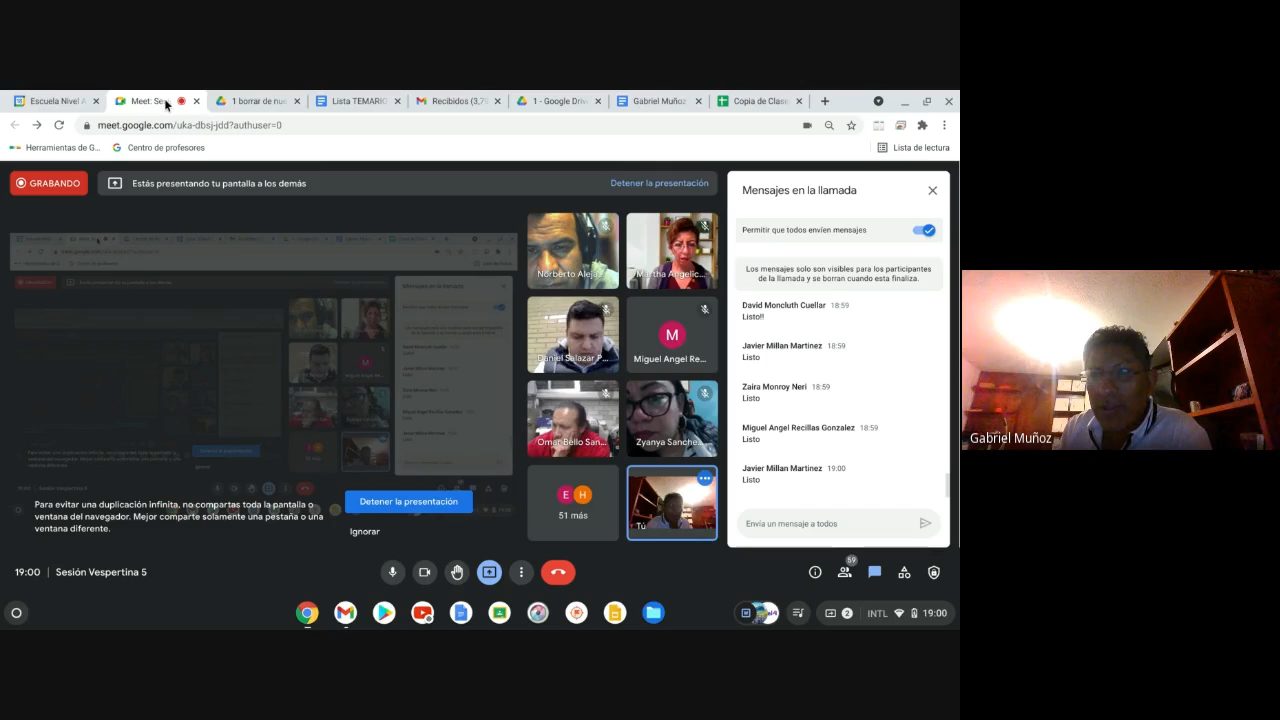 Escuela Nivel A
Meet: Ses
1 borrar de nue
Lista TEMARIO
Recibidos (3,79
1 - Google Driv
Gabriel Muñoz
Copia de Clas
meet.google.com/uka-dbsj-jdd?authuser=0
Herramientas de G...
Centro de profesores
Lista de lectura
GRABANDO
Estás presentando tu pantalla a los demás
Detener la presentación
Mensajes en la llamada
Permitir que todos envíen mensajes
Los mensajes solo son visibles para los participantes
de la llamada y se borran cuando esta finaliza.
David Moncluth Cuellar 18:59
Listo!!
Javier Millan Martinez 18:59
Listo
Zaira Monroy Neri 18:59
Listo
Miguel Angel Recillas Gonzalez 18:59
Listo
Javier Millan Martinez 19:00
Listo
Envía un mensaje a todos
Norberto Aleja...
Martha Angelic...
Daniel Salazar P...
M
Miguel Angel Re...
Omar Bello San...
Zyanya Sanche...
E H
51 más
Tú
Para evitar una duplicación infinita, no compartas toda la pantalla o
ventana del navegador. Mejor comparte solamente una pestaña o una
ventana diferente.
Detener la presentación
Ignorar
19:00 | Sesión Vespertina 5
59
2
INTL
19:00
Gabriel Muñoz